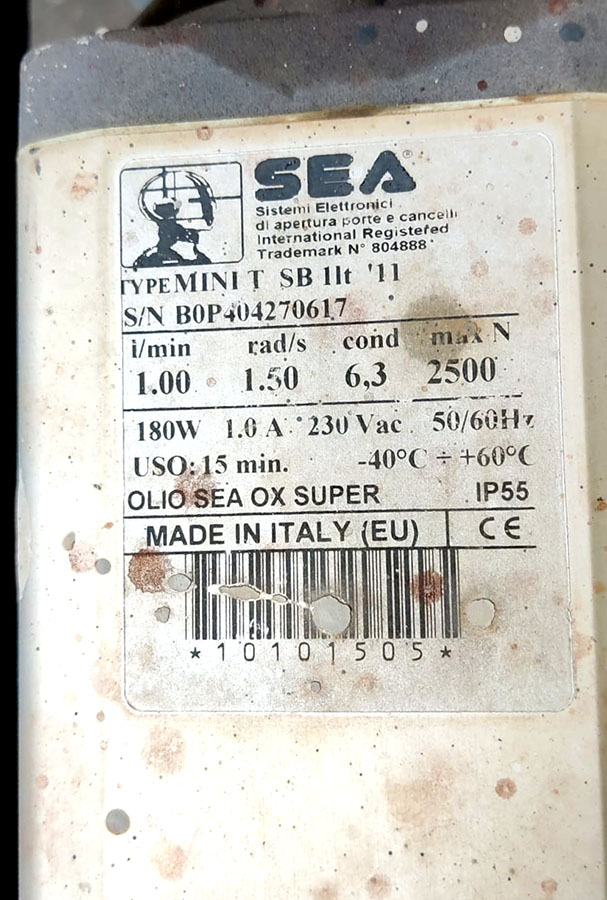 SEA®
Sistemi Elettronici
di apertura porte e cancelli
International Registered
Trademark N° 804888
TYPE MINI T SB 1lt '11
S/N B0P404270617
i/min rad/s cond max N
1.00 1.50 6,3 2500
180W 1.0 A 230 Vac 50/60Hz
USO: 15 min. -40°C ÷ +60°C
OLIO SEA OX SUPER IP55
MADE IN ITALY (EU) CE
*10101505*